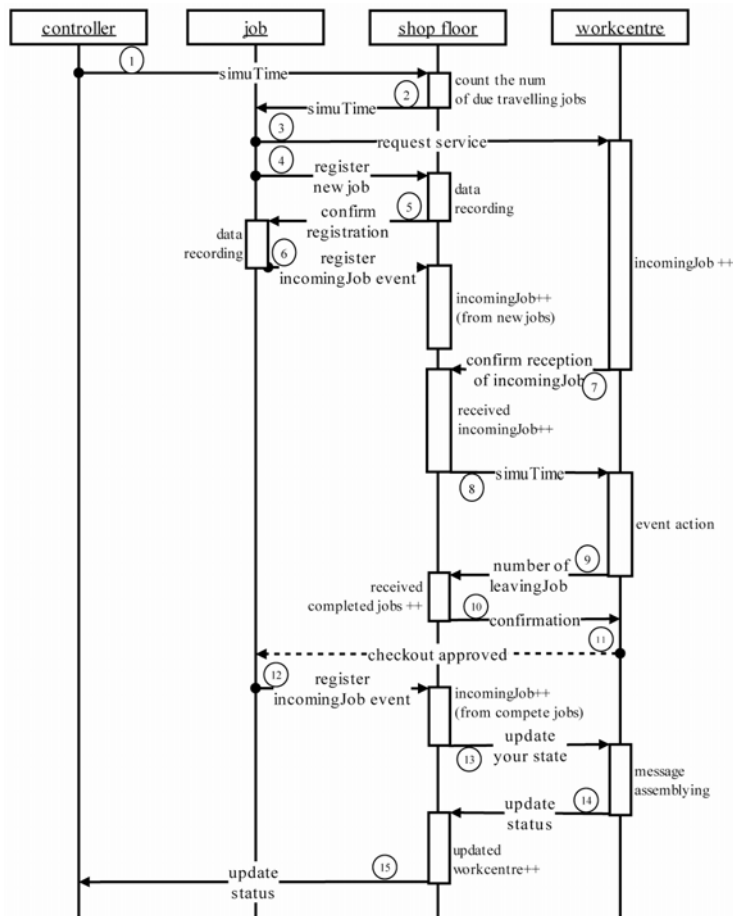 controller job shop floor workcentre
1
simuTime
2
count the num
of due travelling jobs
simuTime
3
request service
4
register
new job
data
recording
5
confirm
registration
data
recording
6
register
incomingJob event
incomingJob ++
incomingJob++
(from new jobs)
confirm reception
of incomingJob
7
received
incomingJob++
simuTime
8
event action
9
number of
leavingJob
received
completed jobs ++
10
confirmation
11
checkout approved
12
register
incomingJob event
incomingJob++
(from compete jobs)
update
your state
13
message
assemblying
14
update
status
updated
workcentre++
15
update
status